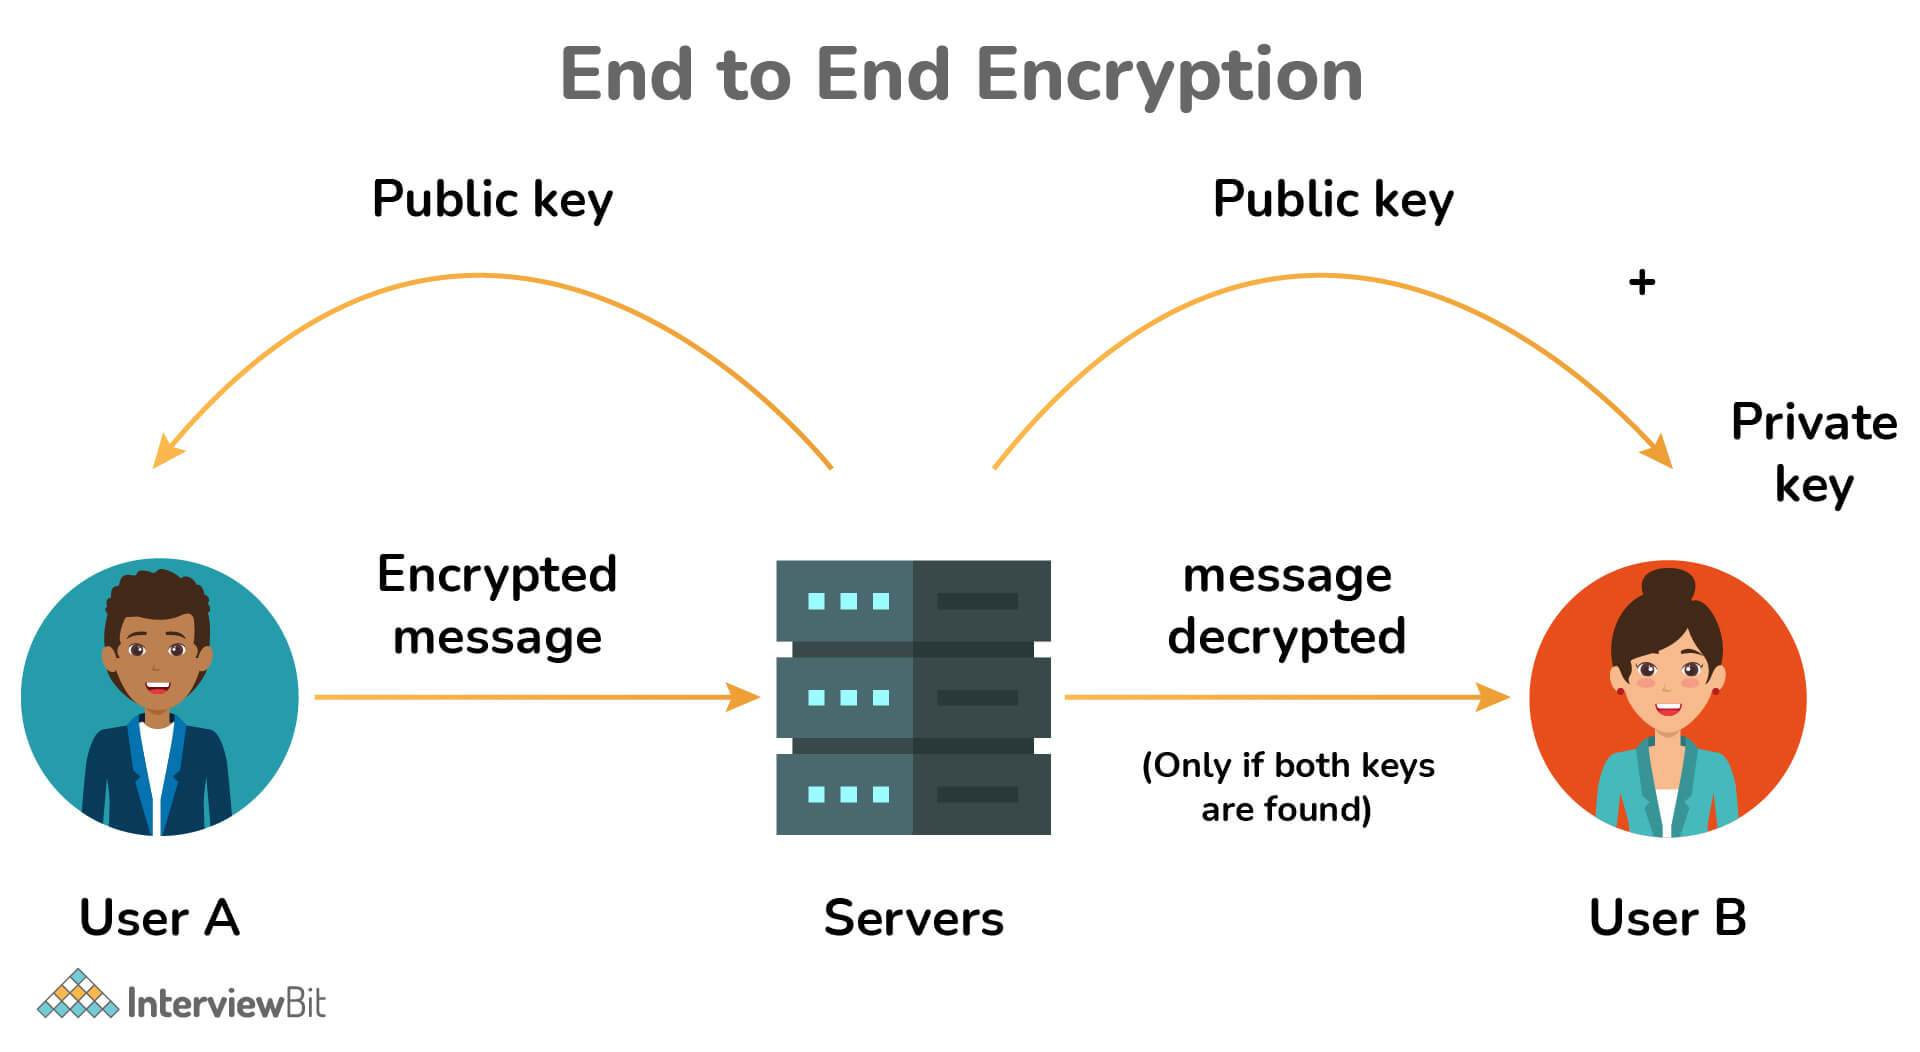 End to End Encryption
Public key
Public key
+
Private
key
Encrypted
message
message
decrypted
(Only if both keys
are found)
User A
Servers
User B
InterviewBit